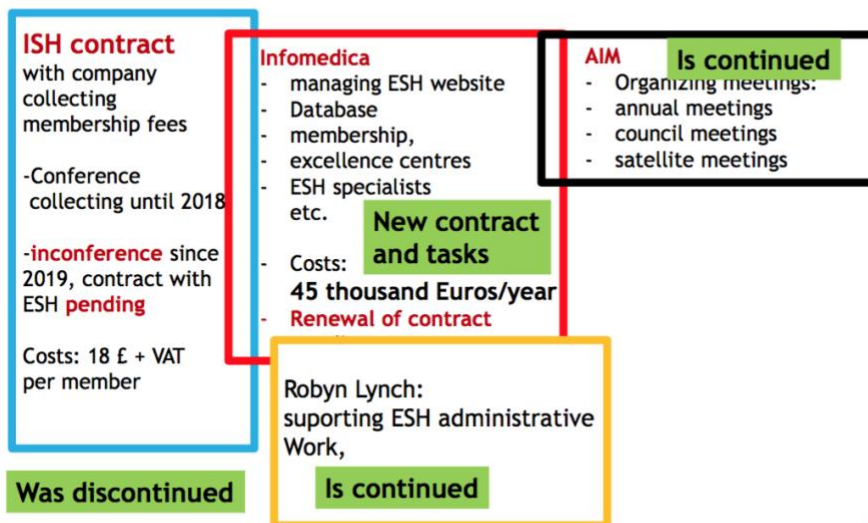 ISH contract
with company
collecting
membership fees
-Conference
collecting until 2018
-inconference since
2019, contract with
ESH pending
Costs: 18 £ + VAT
per member
Was discontinued
Infomedica
- managing ESH website
- Database
- membership,
- excellence centres
- ESH specialists
etc.
New contract
and tasks
- Costs:
45 thousand Euros/year
- Renewal of contract
Robyn Lynch:
suporting ESH administrative
Work,
Is continued
AIM
Is continued
- Organizing meetings:
- annual meetings
- council meetings
- satellite meetings